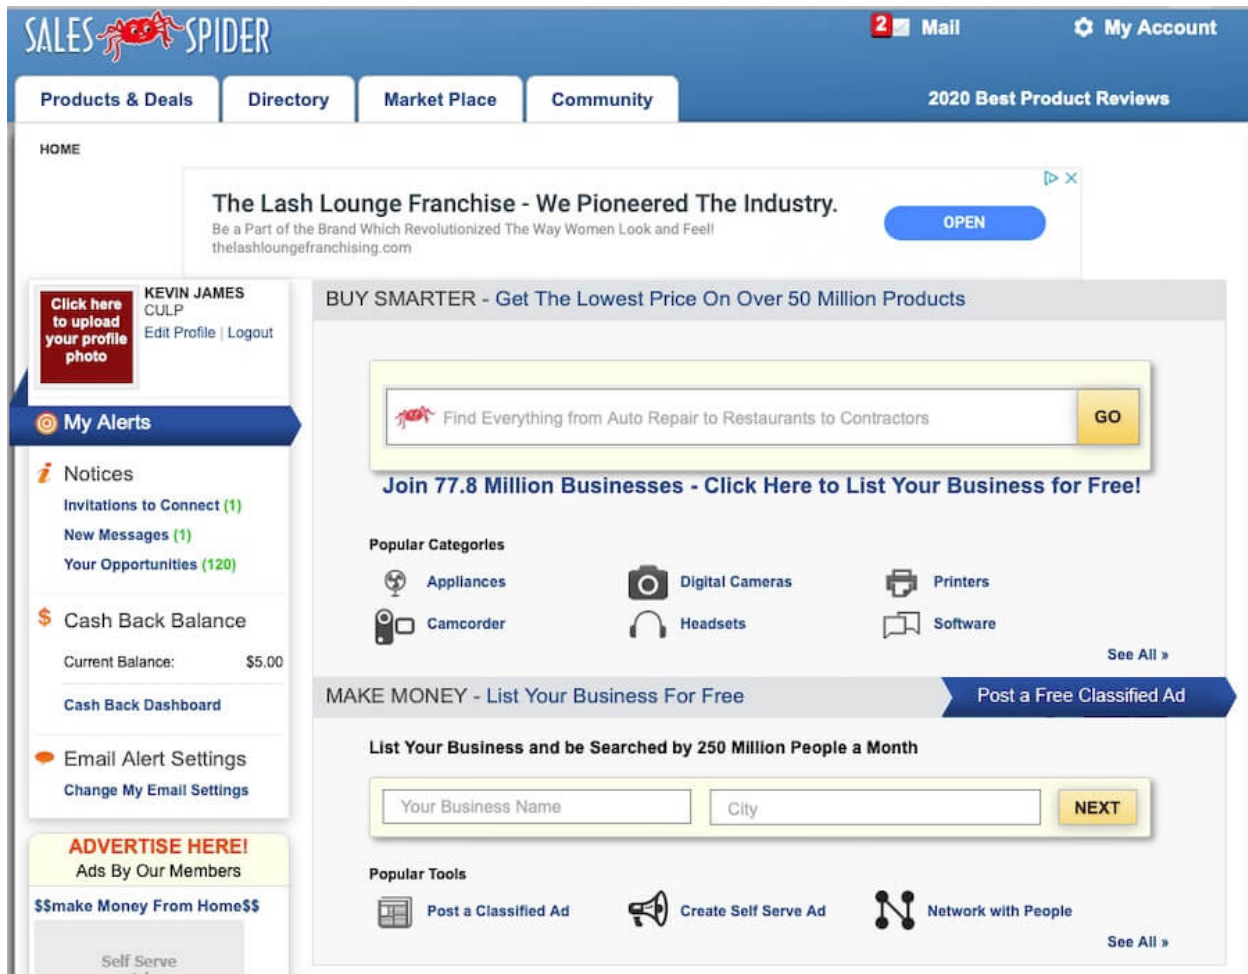 SALES SPIDER
2 Mail
My Account
Products & Deals
Directory
Market Place
Community
2020 Best Product Reviews
HOME
The Lash Lounge Franchise - We Pioneered The Industry.
Be a Part of the Brand Which Revolutionized The Way Women Look and Feel!
thelashloungefranchising.com
OPEN
Click here
to upload
your profile
photo
KEVIN JAMES
CULP
Edit Profile | Logout
My Alerts
Notices
Invitations to Connect (1)
New Messages (1)
Your Opportunities (120)
$ Cash Back Balance
Current Balance: $5.00
Cash Back Dashboard
Email Alert Settings
Change My Email Settings
ADVERTISE HERE!
Ads By Our Members
$$make Money From Home$$
Self Serve
BUY SMARTER - Get The Lowest Price On Over 50 Million Products
Find Everything from Auto Repair to Restaurants to Contractors
GO
Join 77.8 Million Businesses - Click Here to List Your Business for Free!
Popular Categories
Appliances
Digital Cameras
Printers
Camcorder
Headsets
Software
See All »
MAKE MONEY - List Your Business For Free
Post a Free Classified Ad
List Your Business and be Searched by 250 Million People a Month
Your Business Name
City
NEXT
Popular Tools
Post a Classified Ad
Create Self Serve Ad
Network with People
See All »